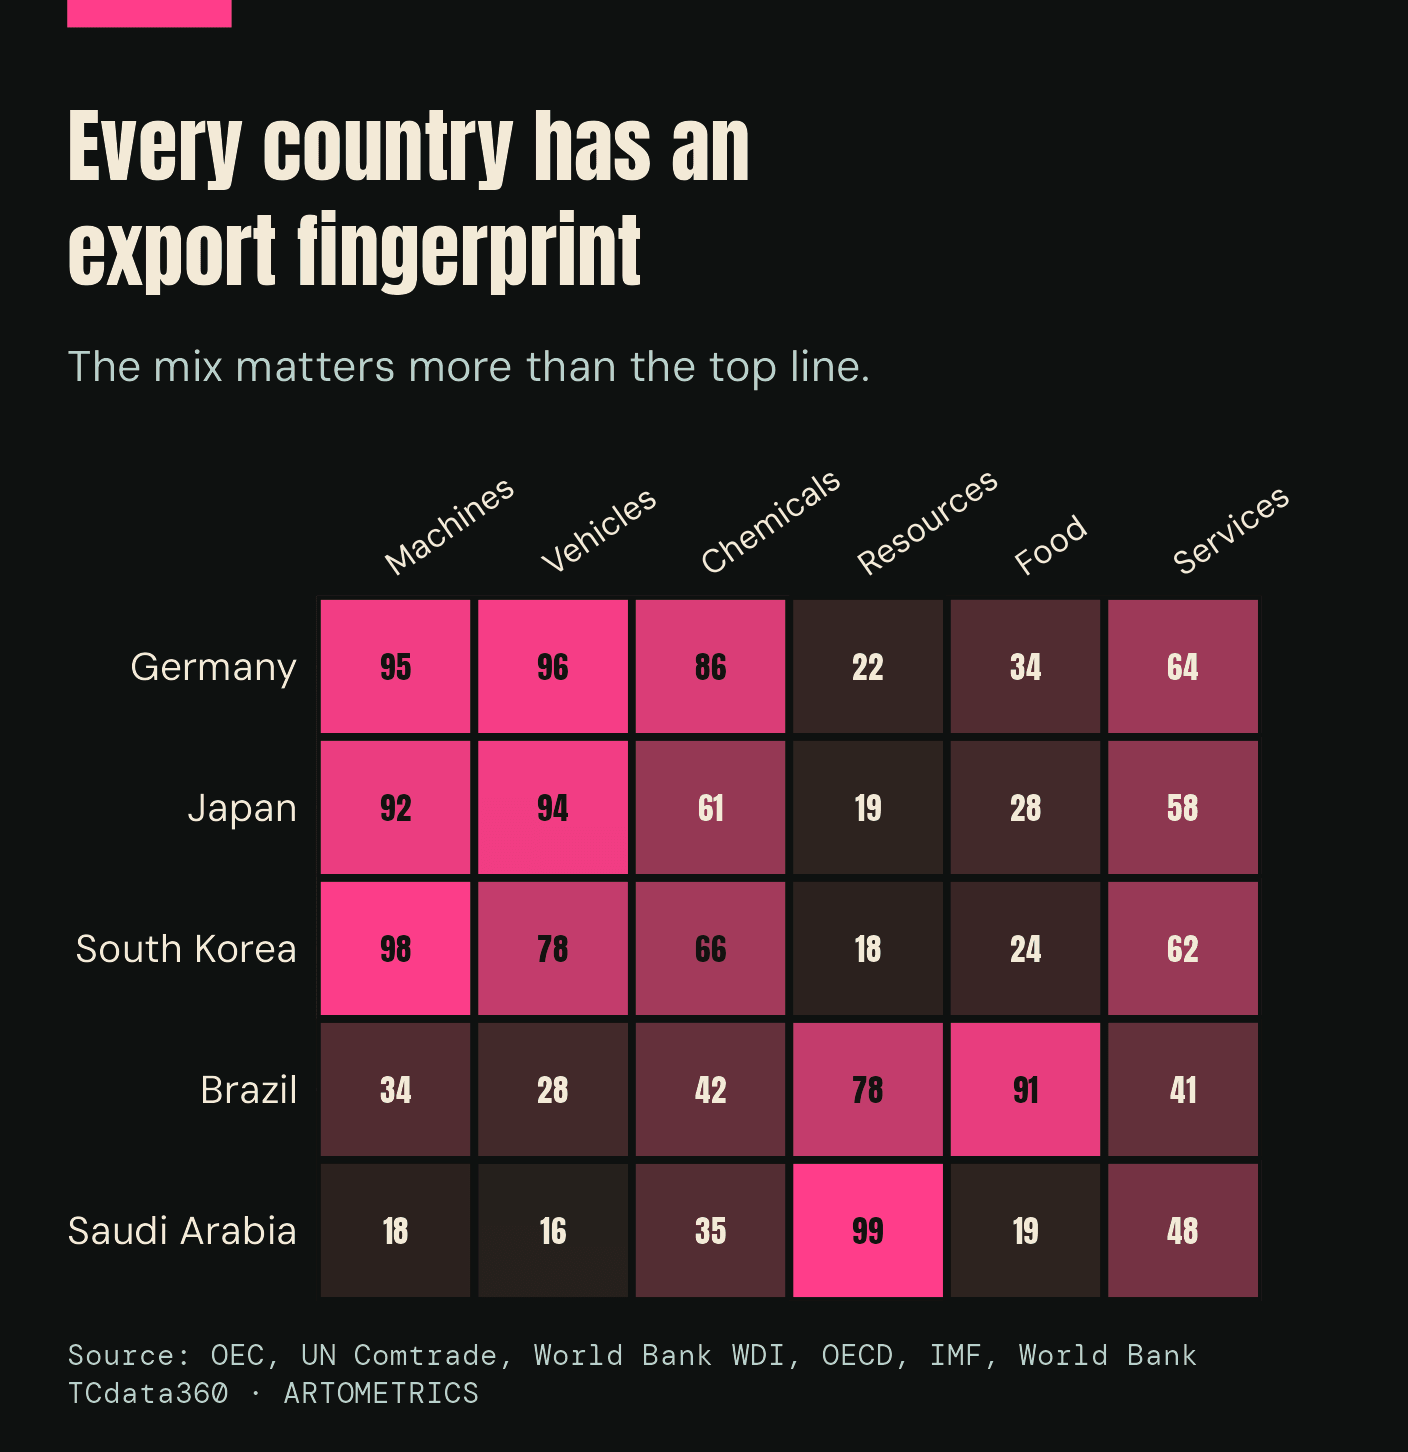 Every country has an
export fingerprint
The mix matters more than the top line.
Machines Vehicles Chemicals Resources Food Services
Germany 95 96 86 22 34 64
Japan 92 94 61 19 28 58
South Korea 98 78 66 18 24 62
Brazil 34 28 42 78 91 41
Saudi Arabia 18 16 35 99 19 48
Source: OEC, UN Comtrade, World Bank WDI, OECD, IMF, World Bank
TCdata360 · ARTOMETRICS